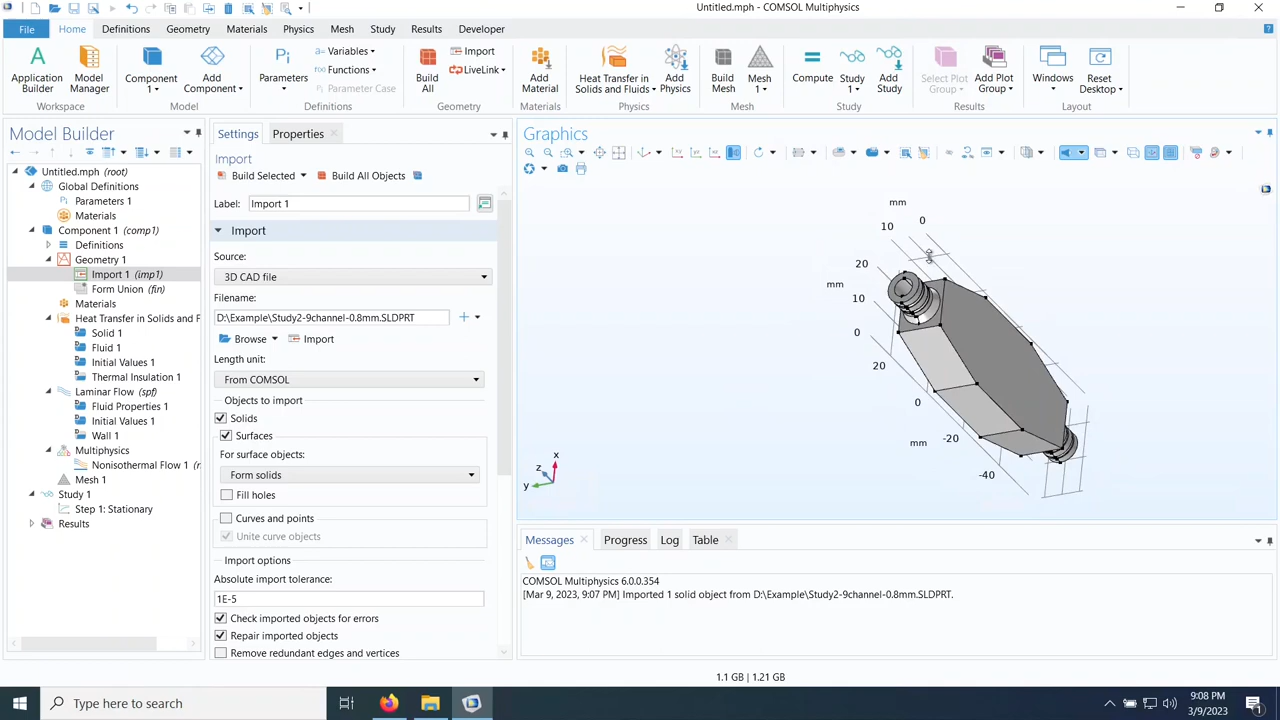 Untitled.mph - COMSOL Multiphysics
File Home Definitions Geometry Materials Physics Mesh Study Results Developer
Application Builder
Model Manager
Workspace
Component 1
Add Component
Model
Parameters
a= Variables
f(x) Functions
Pi Parameter Case
Definitions
Build All
Import
LiveLink
Geometry
Add Material
Materials
Heat Transfer in Solids and Fluids
Add Physics
Physics
Build Mesh
Mesh 1
Mesh
Compute
Study 1
Add Study
Study
Select Plot Group
Add Plot Group
Results
Windows
Reset Desktop
Layout
Model Builder
Untitled.mph (root)
Global Definitions
Parameters 1
Materials
Component 1 (comp1)
Definitions
Geometry 1
Import 1 (imp1)
Form Union (fin)
Materials
Heat Transfer in Solids and F
Solid 1
Fluid 1
Initial Values 1
Thermal Insulation 1
Laminar Flow (spf)
Fluid Properties 1
Initial Values 1
Wall 1
Multiphysics
Nonisothermal Flow 1 (r
Mesh 1
Study 1
Step 1: Stationary
Results
Settings Properties
Import
Build Selected Build All Objects
Label: Import 1
Import
Source:
3D CAD file
Filename:
D:\Example\Study2-9channel-0.8mm.SLDPRT
Browse Import
Length unit:
From COMSOL
Objects to import
Solids
Surfaces
For surface objects:
Form solids
Fill holes
Curves and points
Unite curve objects
Import options
Absolute import tolerance:
1E-5
Check imported objects for errors
Repair imported objects
Remove redundant edges and vertices
Graphics
mm
0
10
20
mm
10
0
20
0
mm
-20
-40
x
z
y
Messages Progress Log Table
COMSOL Multiphysics 6.0.0.354
[Mar 9, 2023, 9:07 PM] Imported 1 solid object from D:\Example\Study2-9channel-0.8mm.SLDPRT.
1.1 GB | 1.21 GB
Type here to search
9:08 PM
3/9/2023
1